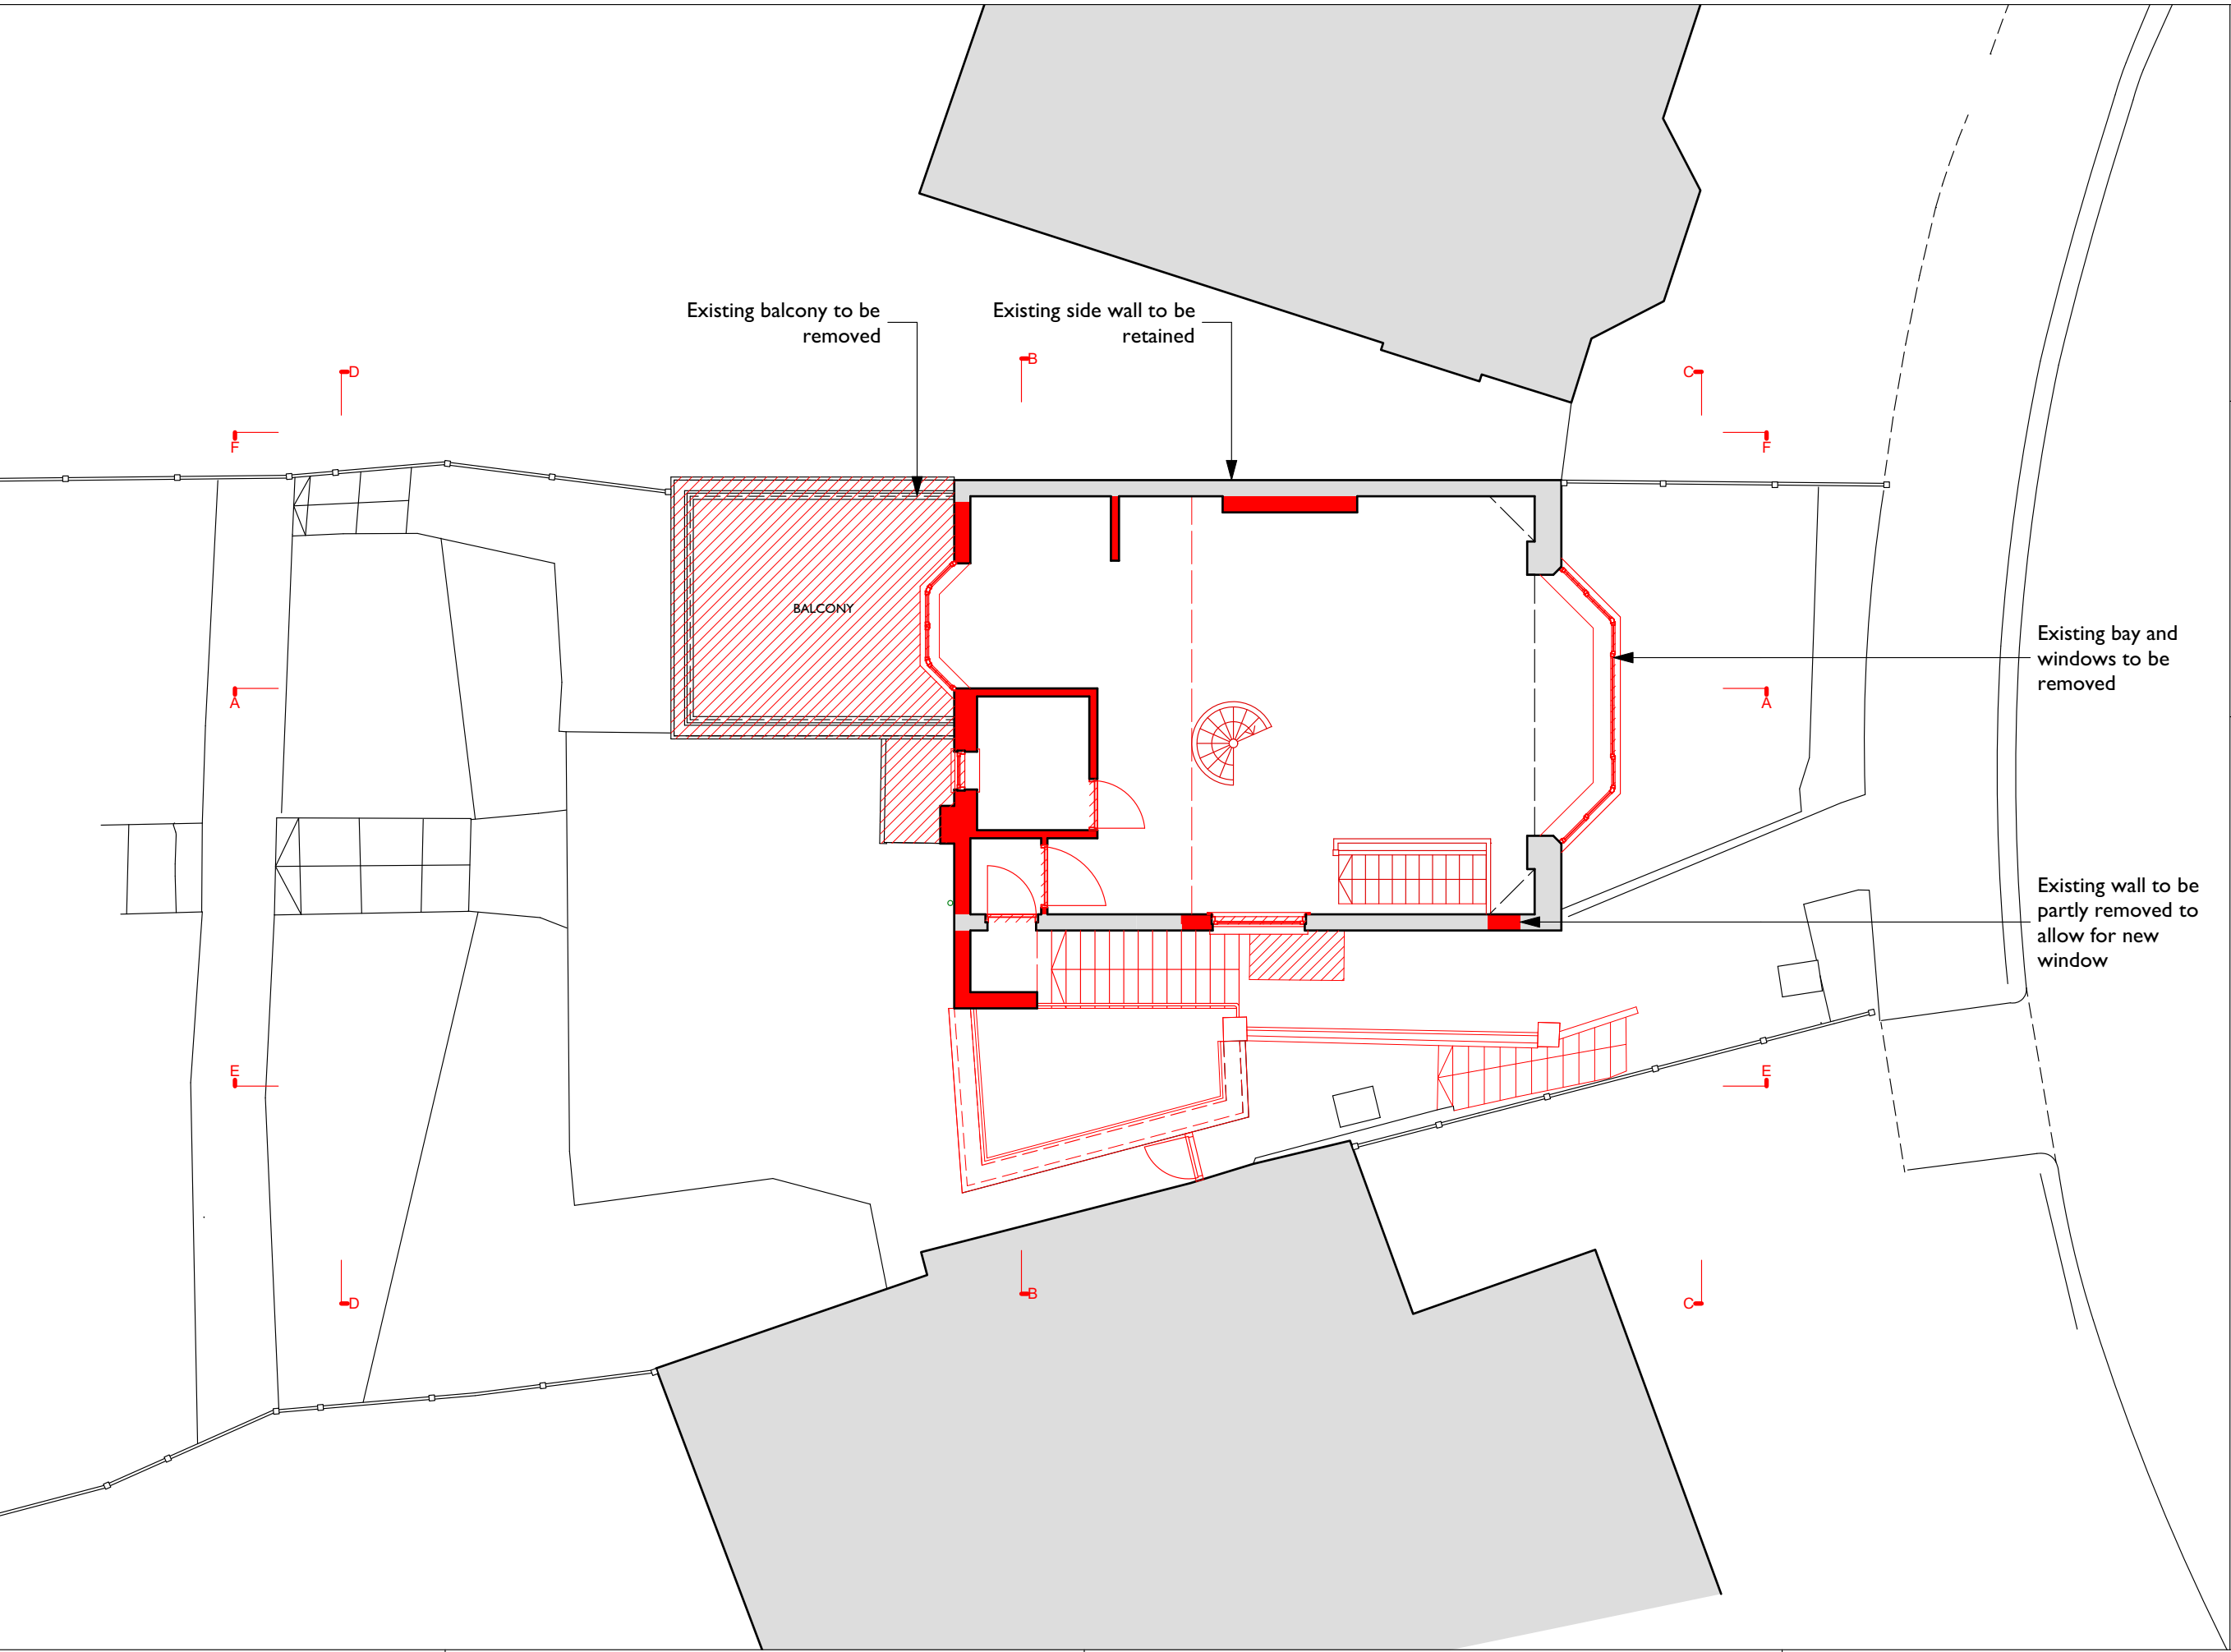 Existing balcony to be
removed
Existing side wall to be
retained
B
D
C
F
F
BALCONY
Existing bay and
windows to be
removed
A
A
Existing wall to be
partly removed to
allow for new
window
E
E
B
D
C